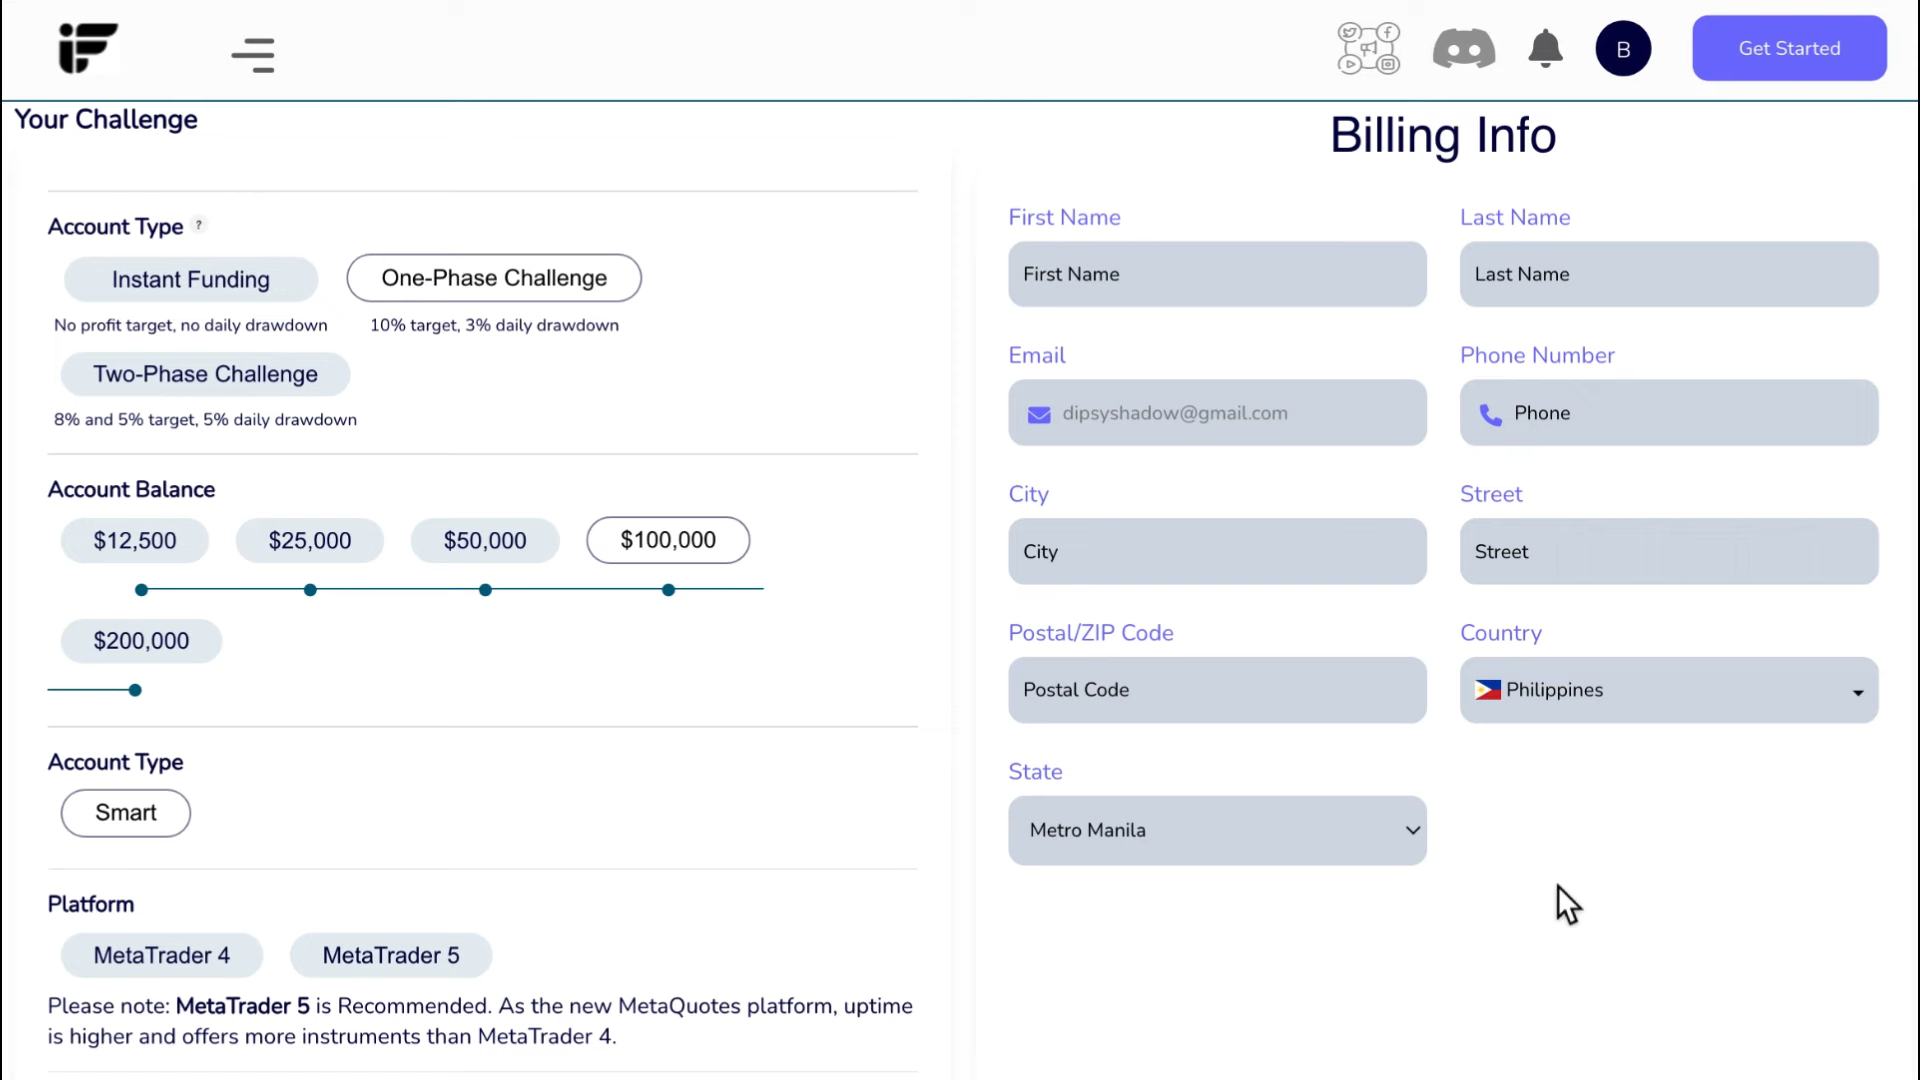 iF
B
Get Started
Your Challenge
Account Type ?
Instant Funding
One-Phase Challenge
No profit target, no daily drawdown
10% target, 3% daily drawdown
Two-Phase Challenge
8% and 5% target, 5% daily drawdown
Account Balance
$12,500
$25,000
$50,000
$100,000
$200,000
Account Type
Smart
Platform
MetaTrader 4
MetaTrader 5
Please note: MetaTrader 5 is Recommended. As the new MetaQuotes platform, uptime
is higher and offers more instruments than MetaTrader 4.
Billing Info
First Name
Last Name
First Name
Last Name
Email
Phone Number
dipsyshadow@gmail.com
Phone
City
Street
City
Street
Postal/ZIP Code
Country
Postal Code
Philippines
State
Metro Manila